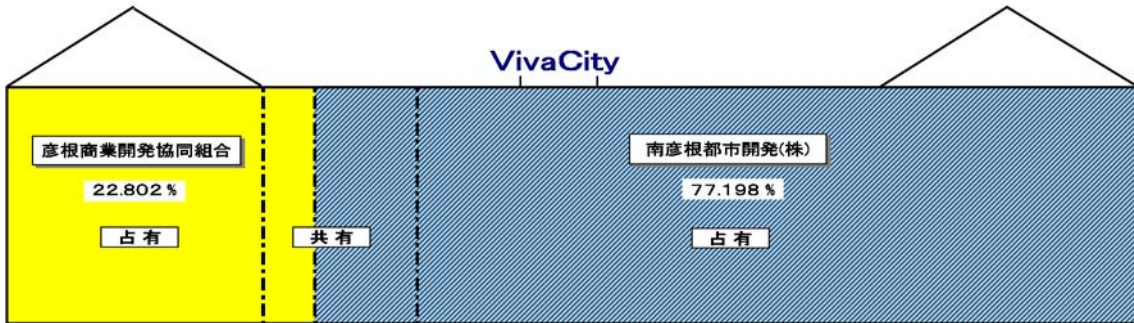 VivaCity
彦根商業開発協同組合
22.802 %
占 有
共 有
南彦根都市開発(株)
77.198 %
占 有